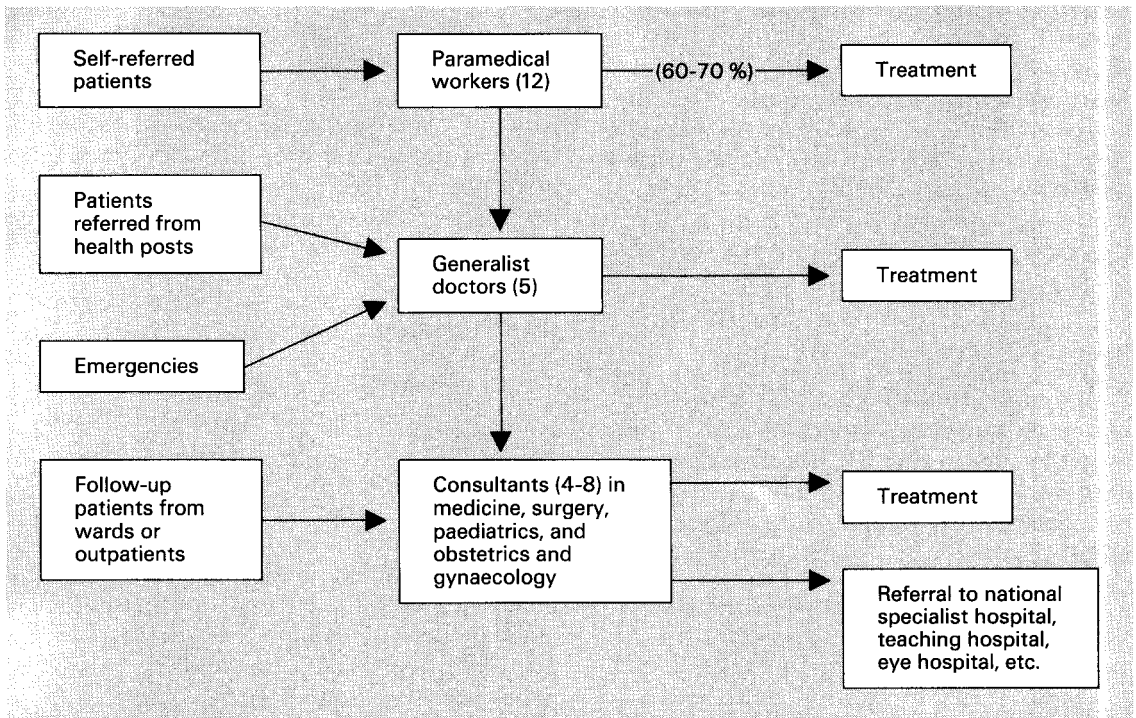 Self-referred
patients
Paramedical
workers (12)
(60-70 %)
Treatment
Patients
referred from
health posts
Generalist
doctors (5)
Treatment
Emergencies
Follow-up
patients from
wards or
outpatients
Consultants (4-8) in
medicine, surgery,
paediatrics, and
obstetrics and
gynaecology
Treatment
Referral to national
specialist hospital,
teaching hospital,
eye hospital, etc.